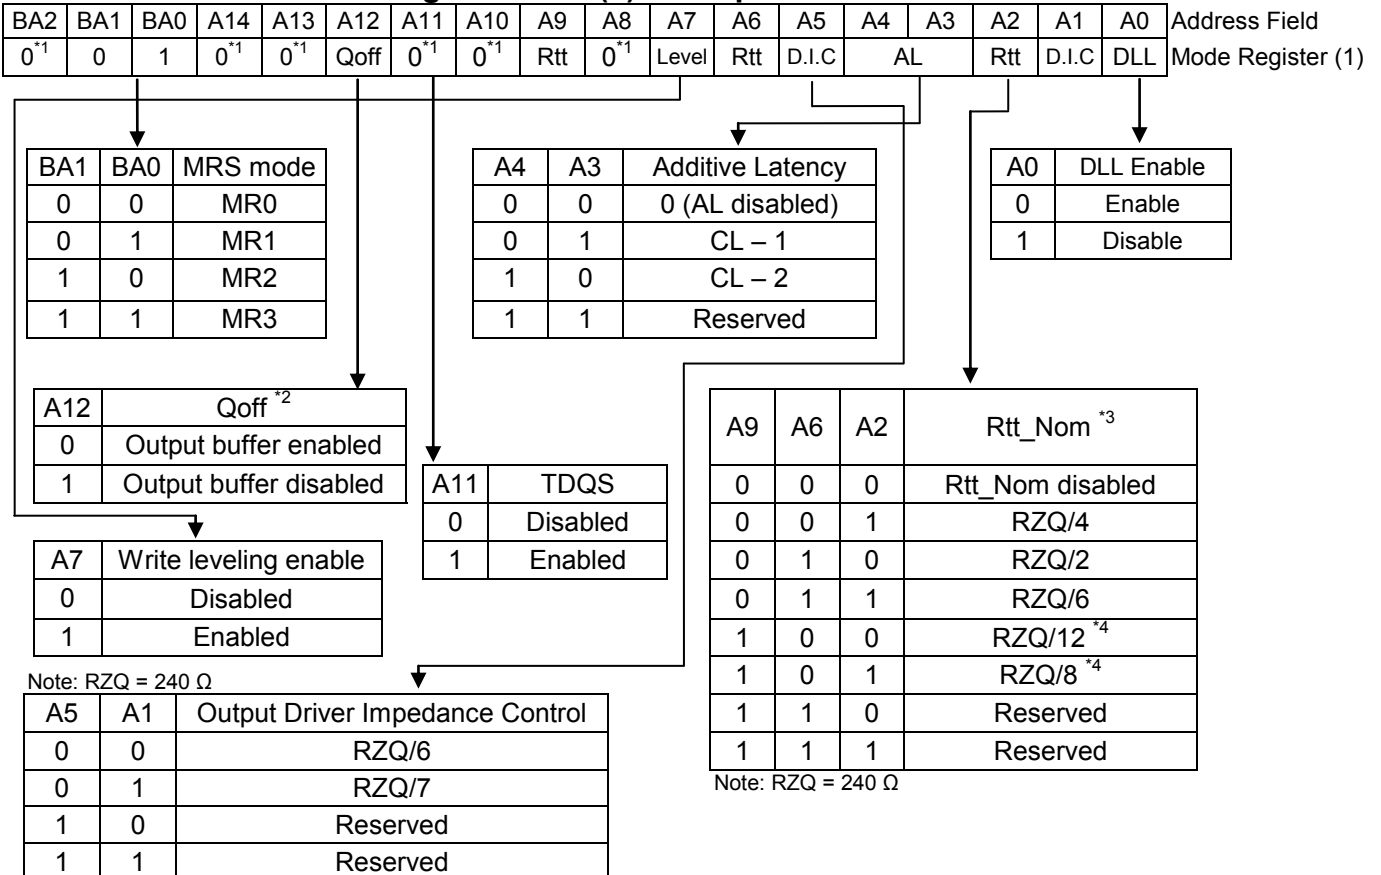 BA2 BA1 BA0 A14 A13 A12 A11 A10 A9 A8 A7 A6 A5 A4 A3 A2 A1 A0 Address Field
0*1 0 1 0*1 0*1 Qoff 0*1 0*1 Rtt 0*1 Level Rtt D.I.C AL Rtt D.I.C DLL Mode Register (1)
BA1 BA0 MRS mode
0 0 MR0
0 1 MR1
1 0 MR2
1 1 MR3
A4 A3 Additive Latency
0 0 0 (AL disabled)
0 1 CL – 1
1 0 CL – 2
1 1 Reserved
A0 DLL Enable
0 Enable
1 Disable
A12 Qoff *2
0 Output buffer enabled
1 Output buffer disabled
A11 TDQS
0 Disabled
1 Enabled
A9 A6 A2 Rtt_Nom *3
0 0 0 Rtt_Nom disabled
0 0 1 RZQ/4
0 1 0 RZQ/2
0 1 1 RZQ/6
1 0 0 RZQ/12 *4
1 0 1 RZQ/8 *4
1 1 0 Reserved
1 1 1 Reserved
Note: RZQ = 240 Ω
A7 Write leveling enable
0 Disabled
1 Enabled
Note: RZQ = 240 Ω
A5 A1 Output Driver Impedance Control
0 0 RZQ/6
0 1 RZQ/7
1 0 Reserved
1 1 Reserved